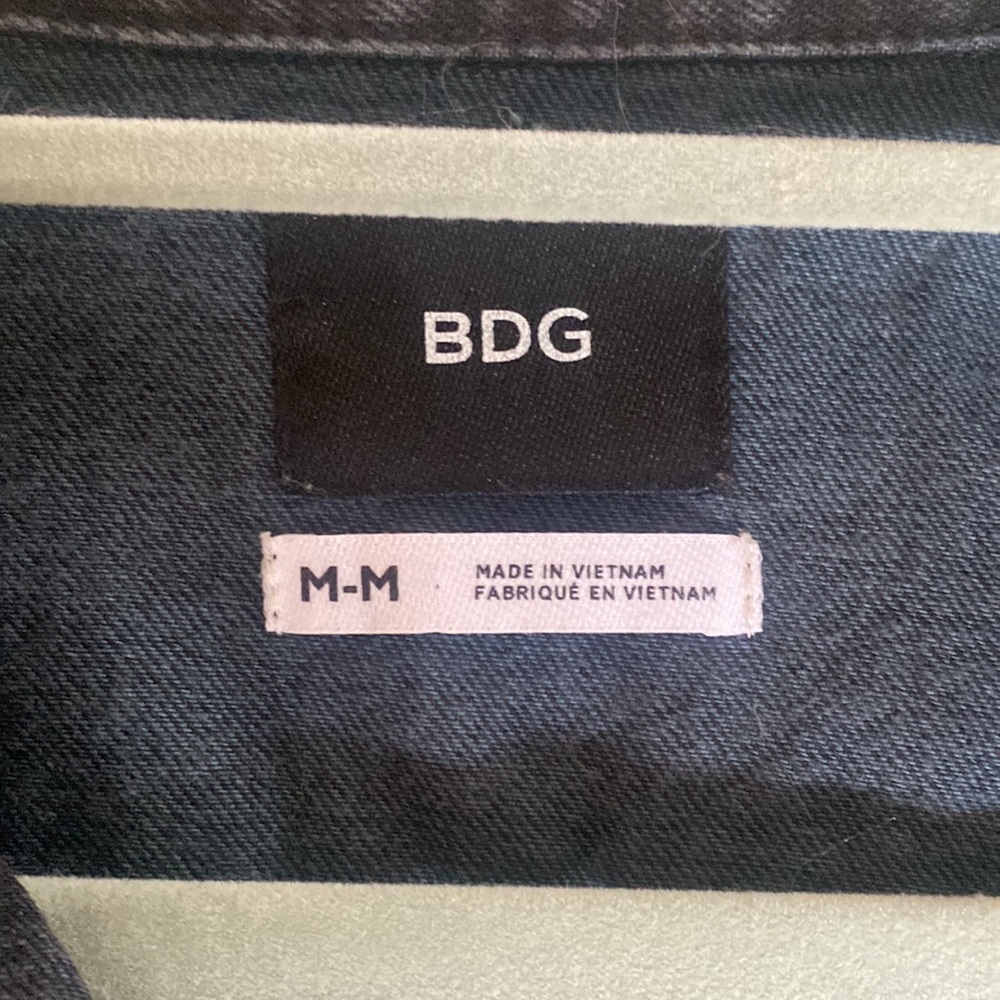 BDG
M-M
MADE IN VIETNAM
FABRIQUÉ EN VIETNAM